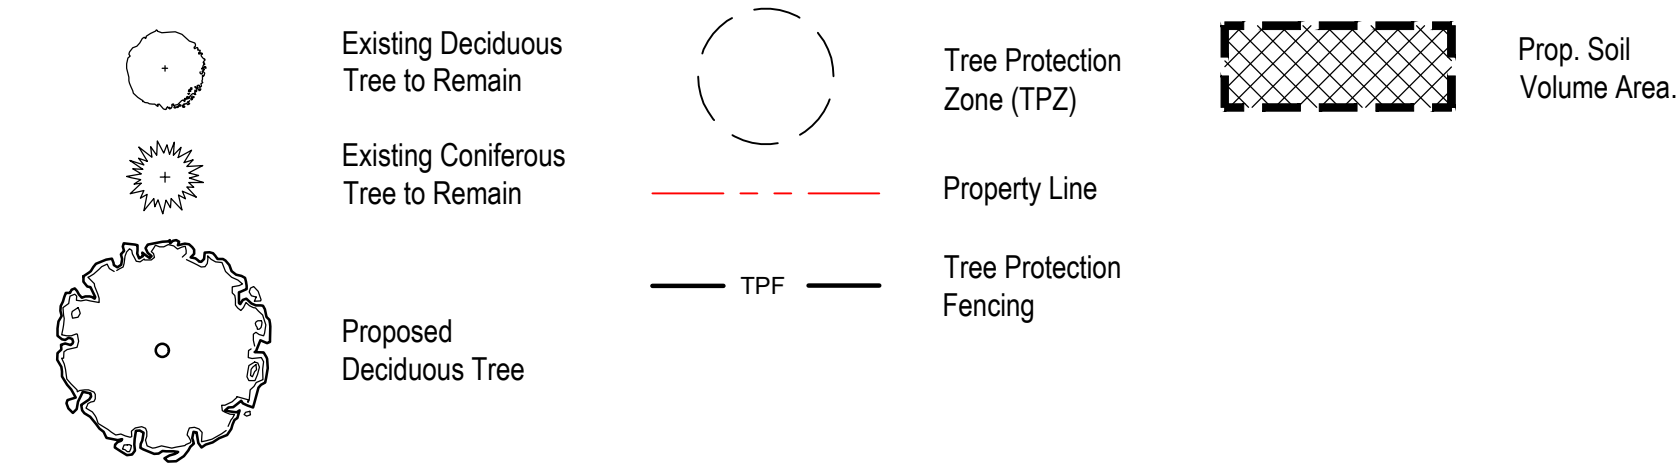 Existing Deciduous
Tree to Remain
Existing Coniferous
Tree to Remain
Proposed
Deciduous Tree
Tree Protection
Zone (TPZ)
Property Line
TPF
Tree Protection
Fencing
Prop. Soil
Volume Area.